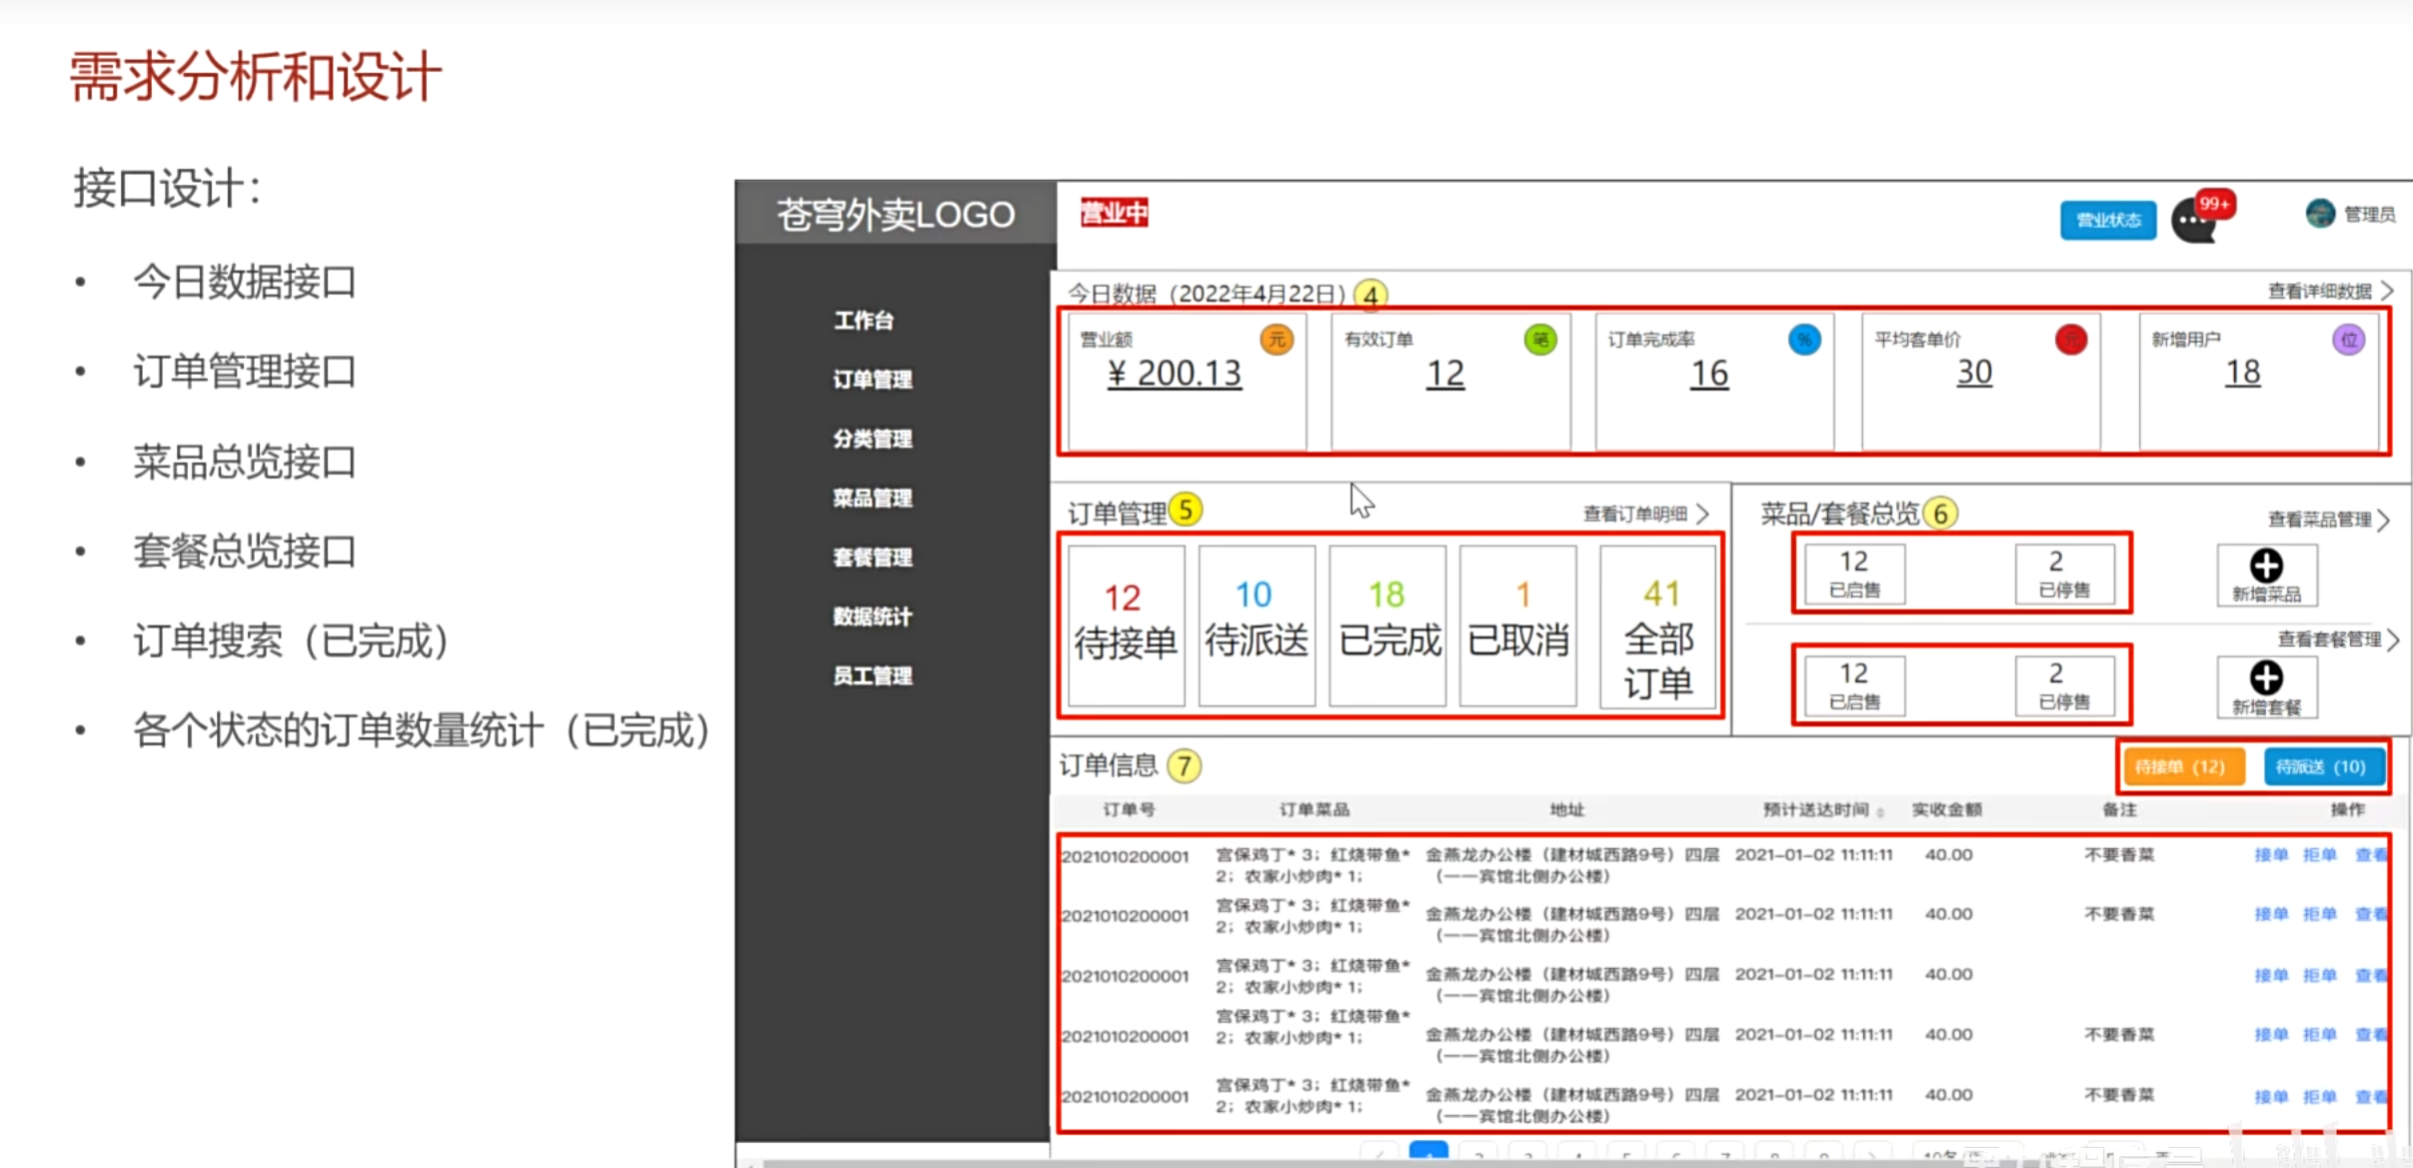 需求分析和设计
接口设计：
• 今日数据接口
• 订单管理接口
• 菜品总览接口
• 套餐总览接口
• 订单搜索（已完成）
• 各个状态的订单数量统计（已完成）
苍穹外卖LOGO
营业中
营业状态
99+
管理员
工作台
订单管理
分类管理
菜品管理
套餐管理
数据统计
员工管理
今日数据（2022年4月22日） 4
查看详细数据
营业额 元
¥ 200.13
有效订单 笔
12
订单完成率 %
16
平均客单价 元
30
新增用户 位
18
订单管理 5
查看订单明细
12
待接单
10
待派送
18
已完成
1
已取消
41
全部
订单
菜品/套餐总览 6
查看菜品管理
12
已启售
2
已停售
新增菜品
查看套餐管理
12
已启售
2
已停售
新增套餐
订单信息 7
待接单（12）
待派送（10）
订单号 订单菜品 地址 预计送达时间 实收金额 备注 操作
2021010200001 宫保鸡丁* 3；红烧带鱼* 金燕龙办公楼（建材城西路9号）四层 2021-01-02 11:11:11 40.00 不要香菜 接单 拒单 查看
2；农家小炒肉* 1； （一一宾馆北侧办公楼）
2021010200001 宫保鸡丁* 3；红烧带鱼* 金燕龙办公楼（建材城西路9号）四层 2021-01-02 11:11:11 40.00 不要香菜 接单 拒单 查看
2；农家小炒肉* 1； （一一宾馆北侧办公楼）
2021010200001 宫保鸡丁* 3；红烧带鱼* 金燕龙办公楼（建材城西路9号）四层 2021-01-02 11:11:11 40.00 接单 拒单 查看
2；农家小炒肉* 1； （一一宾馆北侧办公楼）
2021010200001 宫保鸡丁* 3；红烧带鱼* 金燕龙办公楼（建材城西路9号）四层 2021-01-02 11:11:11 40.00 不要香菜 接单 拒单 查看
2；农家小炒肉* 1； （一一宾馆北侧办公楼）
2021010200001 宫保鸡丁* 3；红烧带鱼* 金燕龙办公楼（建材城西路9号）四层 2021-01-02 11:11:11 40.00 不要香菜 接单 拒单 查看
2；农家小炒肉* 1； （一一宾馆北侧办公楼）